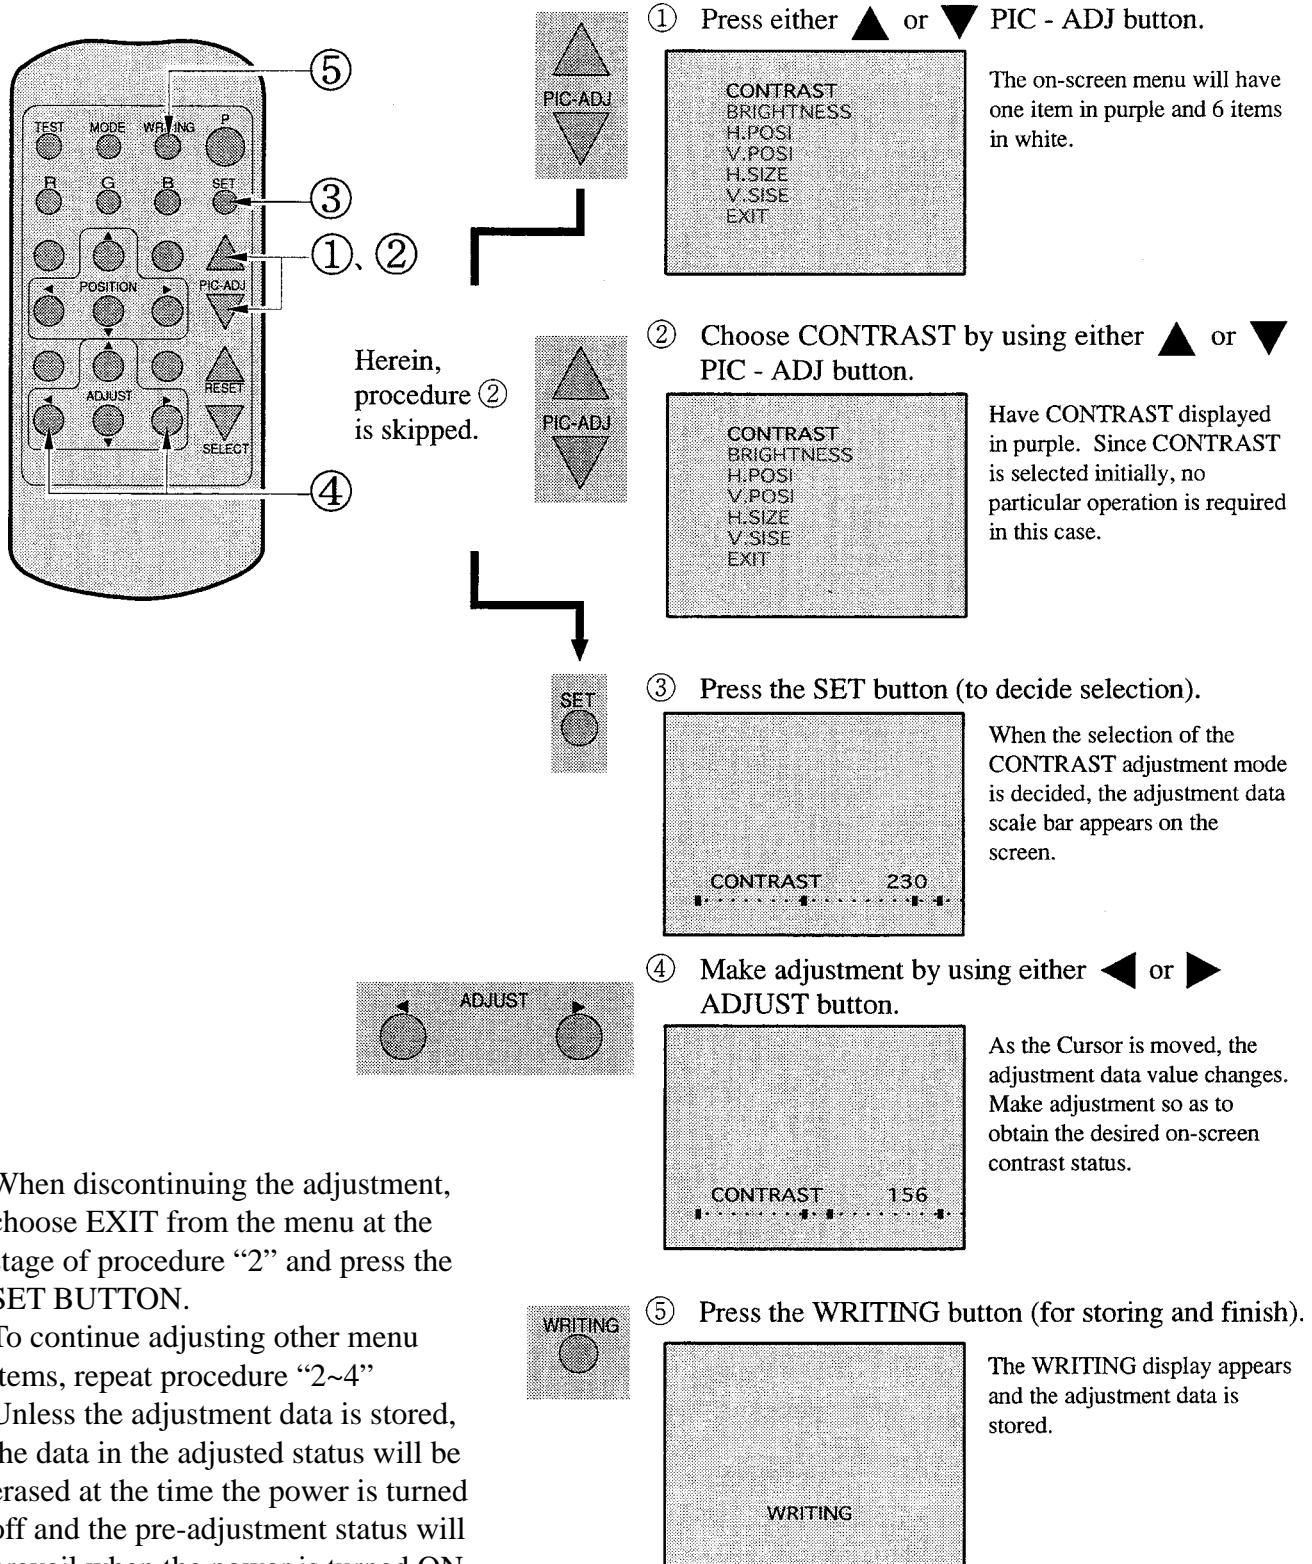 ① Press either ▲ or ▼ PIC - ADJ button.
PIC-ADJ
CONTRAST
BRIGHTNESS
H.POSI
V.POSI
H.SIZE
V.SISE
EXIT
The on-screen menu will have
one item in purple and 6 items
in white.
⑤
TEST MODE WRITING P
R G B SET
③
①、②
POSITION PIC-ADJ
RESET
ADJUST
SELECT
④
Herein,
procedure ②
is skipped.
② Choose CONTRAST by using either ▲ or ▼
PIC - ADJ button.
PIC-ADJ
CONTRAST
BRIGHTNESS
H.POSI
V.POSI
H.SIZE
V.SISE
EXIT
Have CONTRAST displayed
in purple. Since CONTRAST
is selected initially, no
particular operation is required
in this case.
③ Press the SET button (to decide selection).
SET
CONTRAST 230
When the selection of the
CONTRAST adjustment mode
is decided, the adjustment data
scale bar appears on the
screen.
④ Make adjustment by using either ◀ or ▶
ADJUST button.
◀ ADJUST ▶
CONTRAST 156
As the Cursor is moved, the
adjustment data value changes.
Make adjustment so as to
obtain the desired on-screen
contrast status.
When discontinuing the adjustment,
choose EXIT from the menu at the
stage of procedure “2” and press the
SET BUTTON.
To continue adjusting other menu
items, repeat procedure “2~4”
Unless the adjustment data is stored,
the data in the adjusted status will be
erased at the time the power is turned
off and the pre-adjustment status will
prevail when the power is turned ON
⑤ Press the WRITING button (for storing and finish).
WRITING
WRITING
The WRITING display appears
and the adjustment data is
stored.